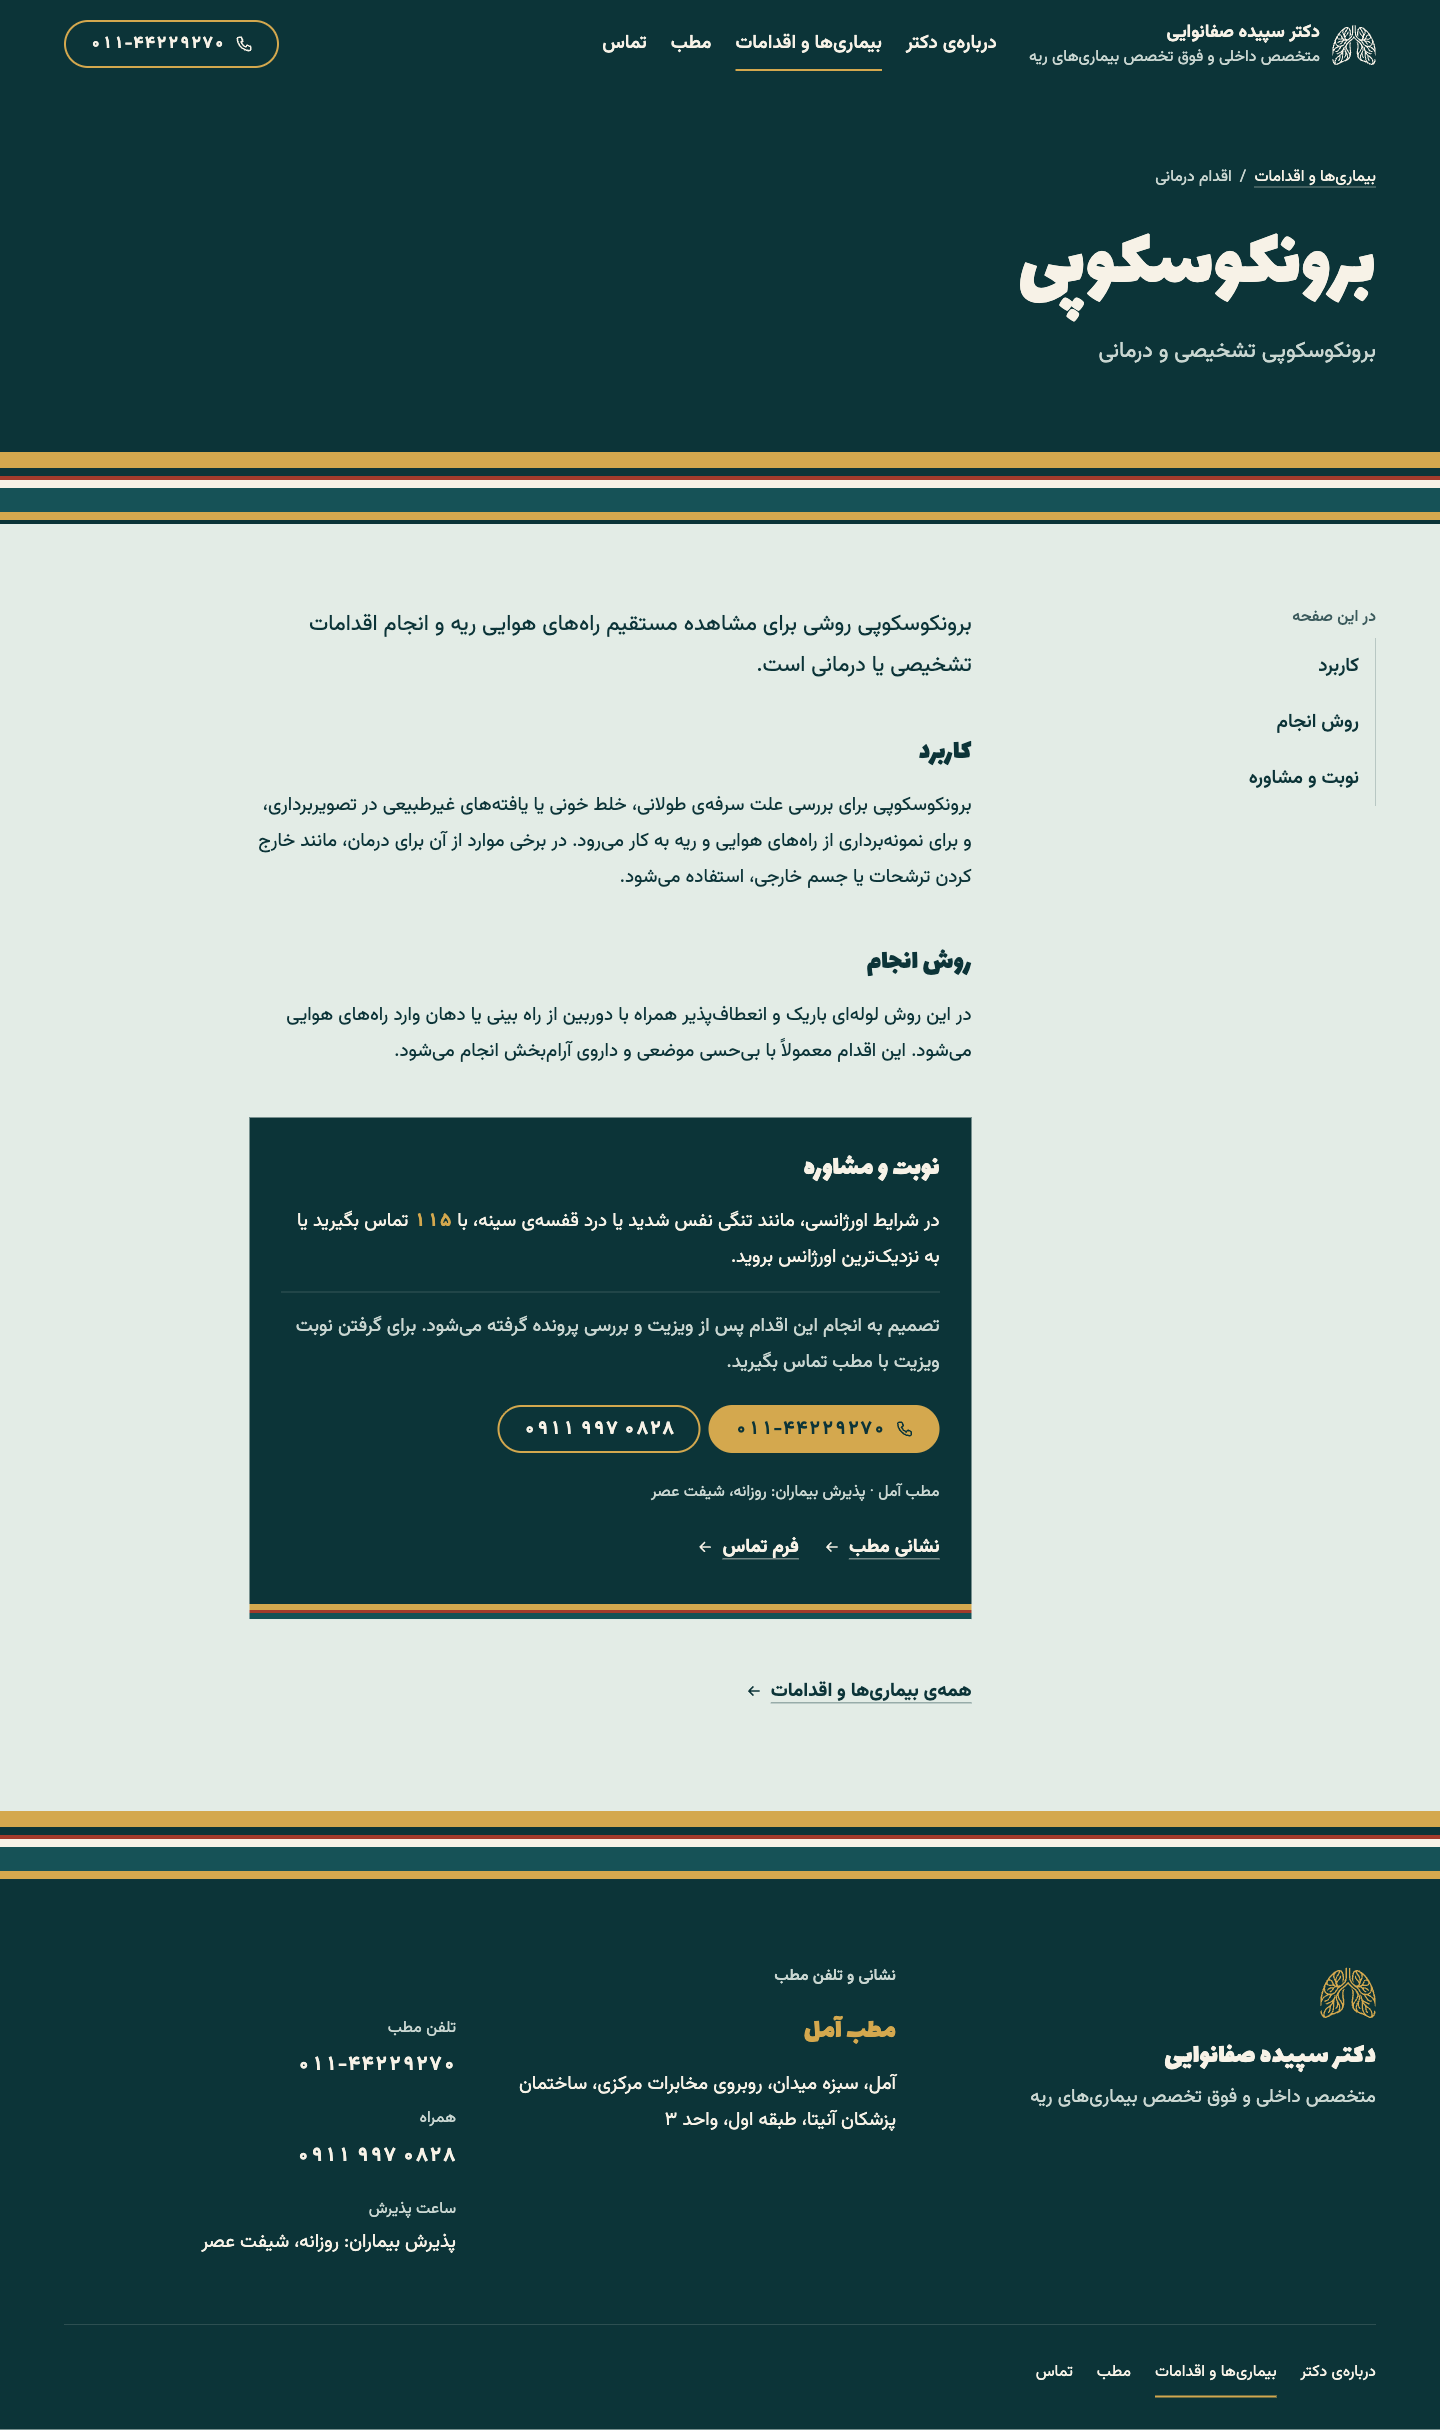 دکتر سپیده صفانوایی
متخصص داخلی و فوق تخصص بیماری‌های ریه
درباره‌ی دکتر
بیماری‌ها و اقدامات
مطب
تماس
۰۱۱-۴۴۲۲۹۲۷۰
بیماری‌ها و اقدامات / اقدام درمانی
برونکوسکوپی
برونکوسکوپی تشخیصی و درمانی
در این صفحه
کاربرد
روش انجام
نوبت و مشاوره
برونکوسکوپی روشی برای مشاهده مستقیم راه‌های هوایی ریه و انجام اقدامات
تشخیصی یا درمانی است.
کاربرد
برونکوسکوپی برای بررسی علت سرفه‌ی طولانی، خلط خونی یا یافته‌های غیرطبیعی در تصویربرداری،
و برای نمونه‌برداری از راه‌های هوایی و ریه به کار می‌رود. در برخی موارد از آن برای درمان، مانند خارج
کردن ترشحات یا جسم خارجی، استفاده می‌شود.
روش انجام
در این روش لوله‌ای باریک و انعطاف‌پذیر همراه با دوربین از راه بینی یا دهان وارد راه‌های هوایی
می‌شود. این اقدام معمولاً با بی‌حسی موضعی و داروی آرام‌بخش انجام می‌شود.
نوبت و مشاوره
در شرایط اورژانسی، مانند تنگی نفس شدید یا درد قفسه‌ی سینه، با ۱۱۵ تماس بگیرید یا
به نزدیک‌ترین اورژانس بروید.
تصمیم به انجام این اقدام پس از ویزیت و بررسی پرونده گرفته می‌شود. برای گرفتن نوبت
ویزیت با مطب تماس بگیرید.
۰۱۱-۴۴۲۲۹۲۷۰
۰۹۱۱ ۹۹۷ ۰۸۲۸
مطب آمل · پذیرش بیماران: روزانه، شیفت عصر
نشانی مطب ←
فرم تماس ←
همه‌ی بیماری‌ها و اقدامات ←
دکتر سپیده صفانوایی
متخصص داخلی و فوق تخصص بیماری‌های ریه
نشانی و تلفن مطب
مطب آمل
آمل، سبزه میدان، روبروی مخابرات مرکزی، ساختمان
پزشکان آنیتا، طبقه اول، واحد ۳
تلفن مطب
۰۱۱-۴۴۲۲۹۲۷۰
همراه
۰۹۱۱ ۹۹۷ ۰۸۲۸
ساعت پذیرش
پذیرش بیماران: روزانه، شیفت عصر
درباره‌ی دکتر
بیماری‌ها و اقدامات
مطب
تماس